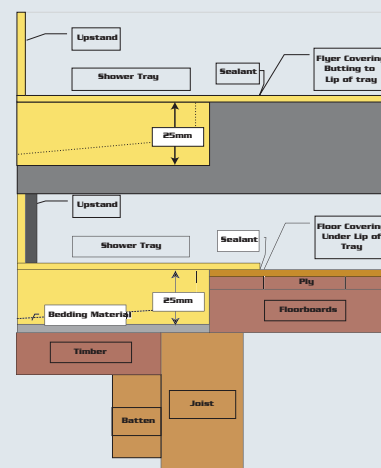 Upstand
Shower Tray
Sealant
Flyer Covering
Butting to
Lip of tray
25mm
Upstand
Shower Tray
Sealant
Floor Covering
Under Lip of
Tray
25mm
Ply
Bedding Material
Floorboards
Timber
Joist
Batten